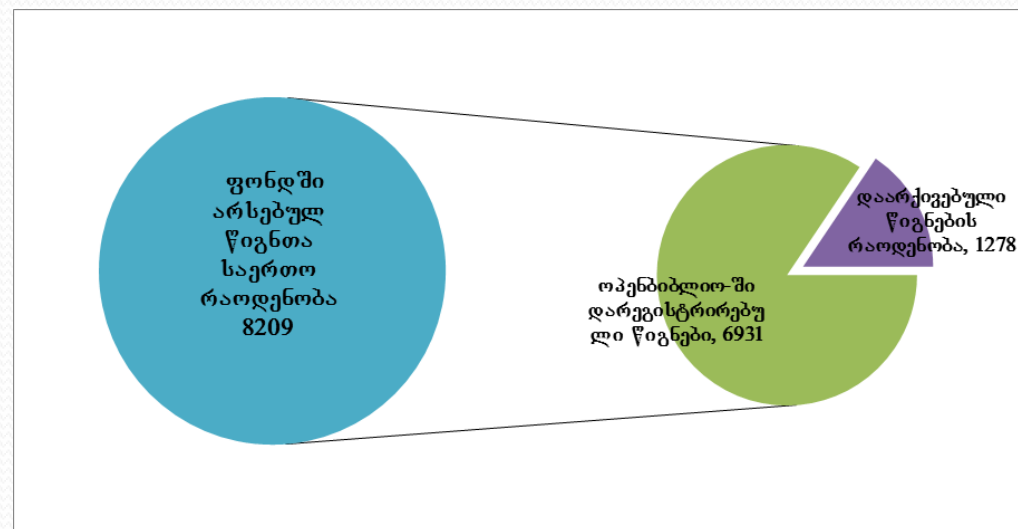 ფონდში
არსებულ
წიგნთა
საერთო
რაოდენობა
8209
დაარქივებული
წიგნების
რაოდენობა, 1278
ოპენბიბლიო-ში
დარეგისტრირებუ
ლი წიგნები, 6931